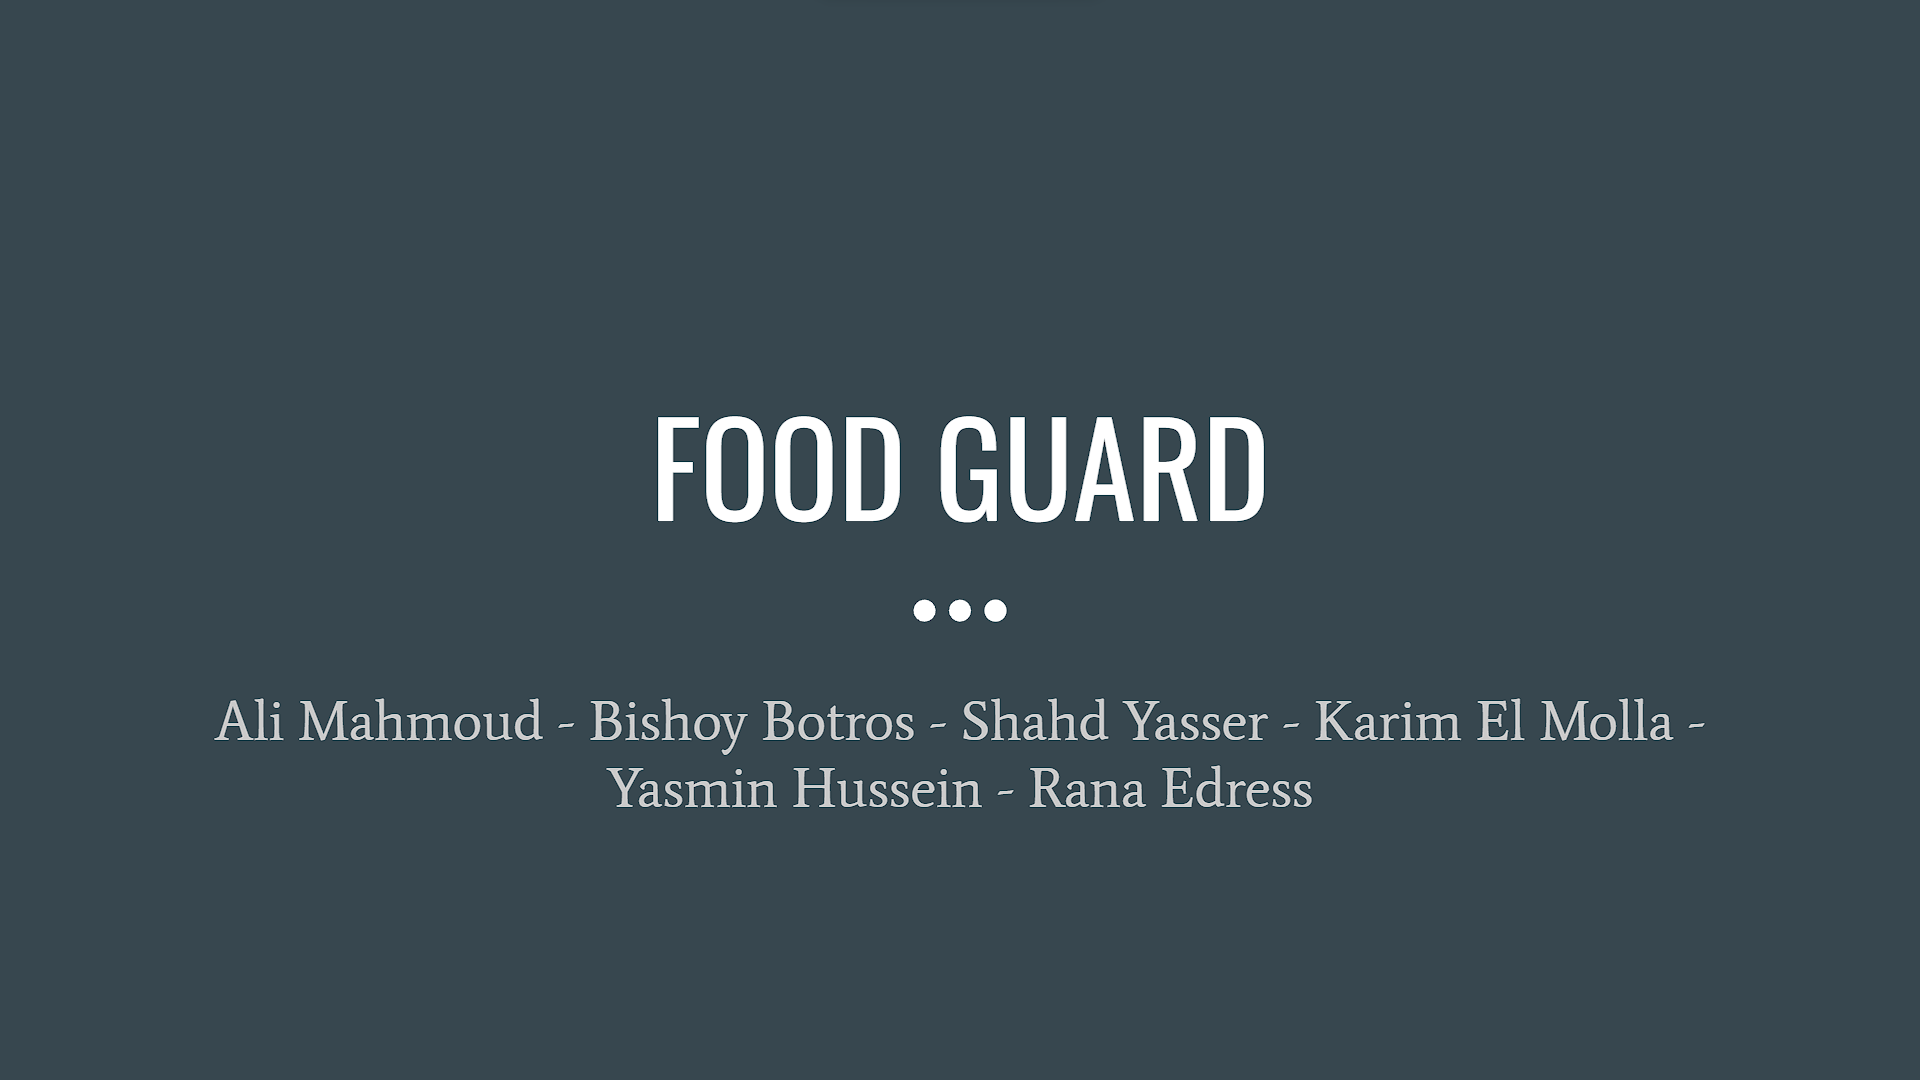 FOOD GUARD
Ali Mahmoud - Bishoy Botros - Shahd Yasser - Karim El Molla -
Yasmin Hussein - Rana Edress